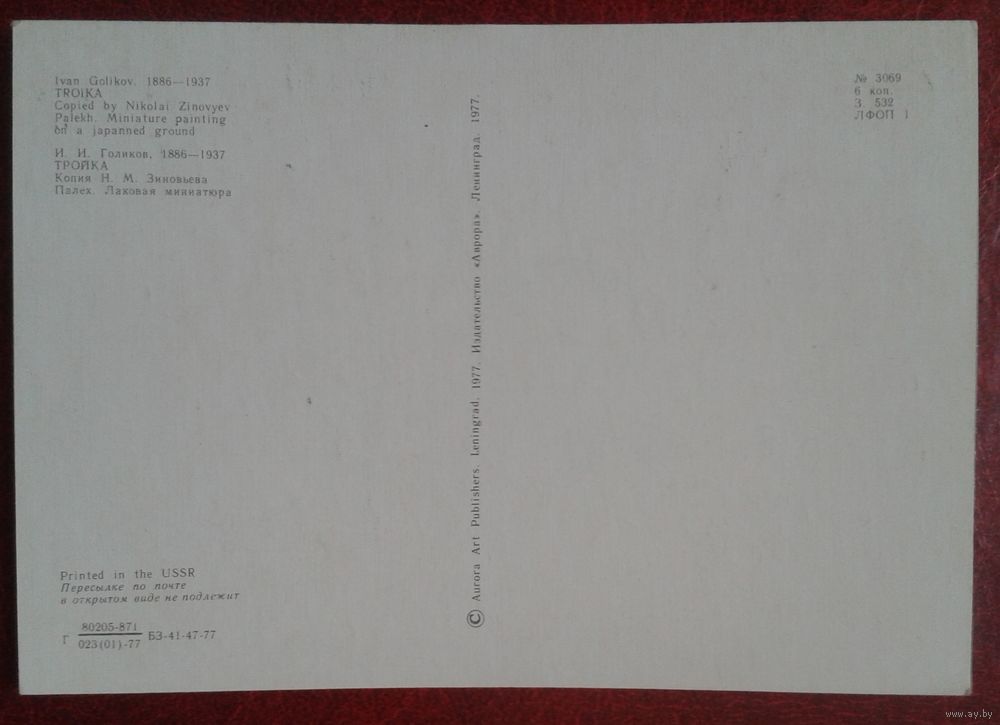 Ivan Golikov. 1886—1937
TROIKA
Copied by Nikolai Zinovyev
Palekh. Miniature painting
on a japanned ground
И. И. Голиков, 1886—1937
ТРОЙКА
Копия Н. М. Зиновьева
Палех. Лаковая миниатюра
№ 3069
6 коп.
З. 532
ЛФОП 1
© Aurora Art Publishers. Leningrad. 1977. Издательство «Аврора». Ленинград. 1977.
Printed in the USSR
Пересылке по почте
в открытом виде не подлежит
Г 80205-871
023(01)-77 БЗ-41-47-77
www.ay.by